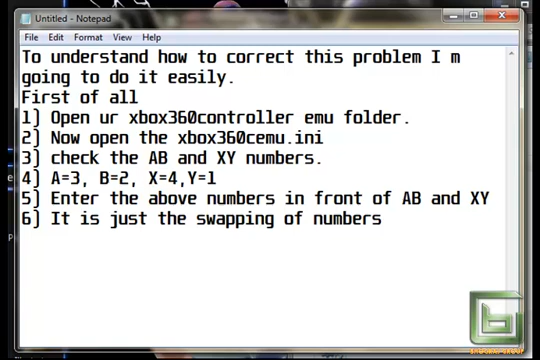 Untitled - Notepad
File Edit Format View Help
To understand how to correct this problem I m
going to do it easily.
First of all
1) Open ur xbox360controller emu folder.
2) Now open the xbox360cemu.ini
3) check the AB and XY numbers.
4) A=3, B=2, X=4,Y=1
5) Enter the above numbers in front of AB and XY
6) It is just the swapping of numbers